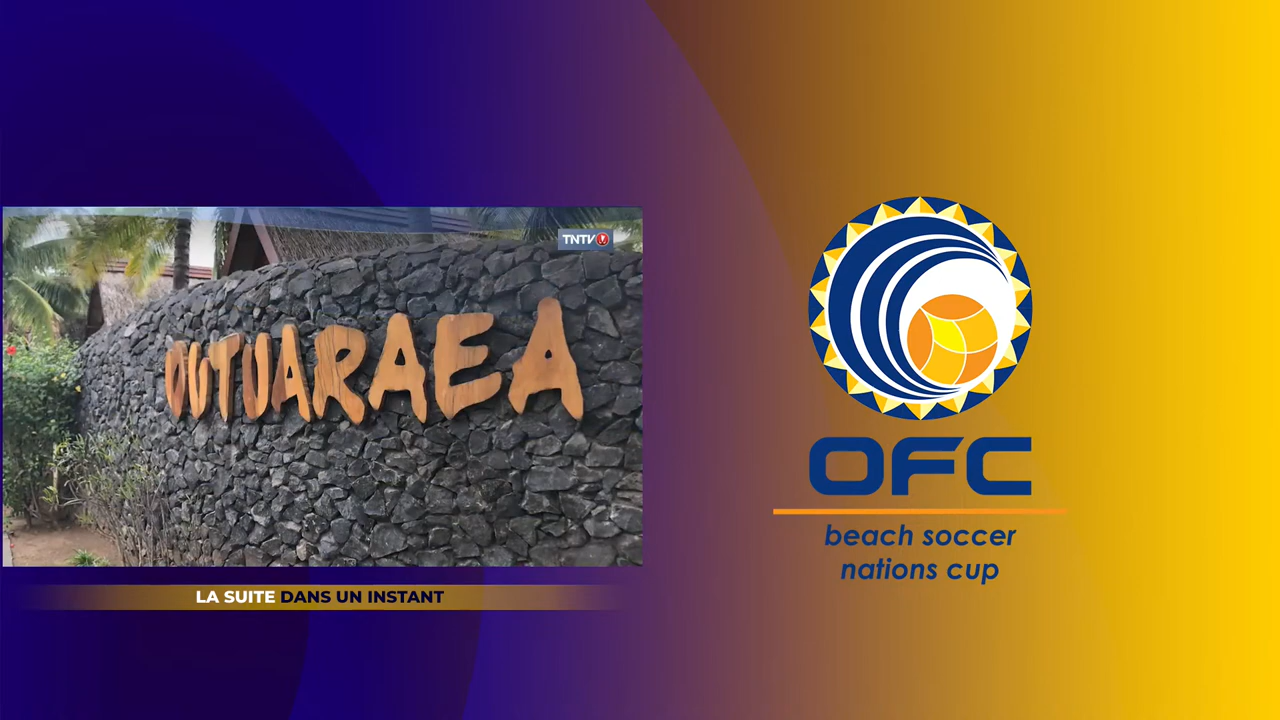 TNTV
OUTUARAEA
LA SUITE DANS UN INSTANT
OFC
beach soccer
nations cup